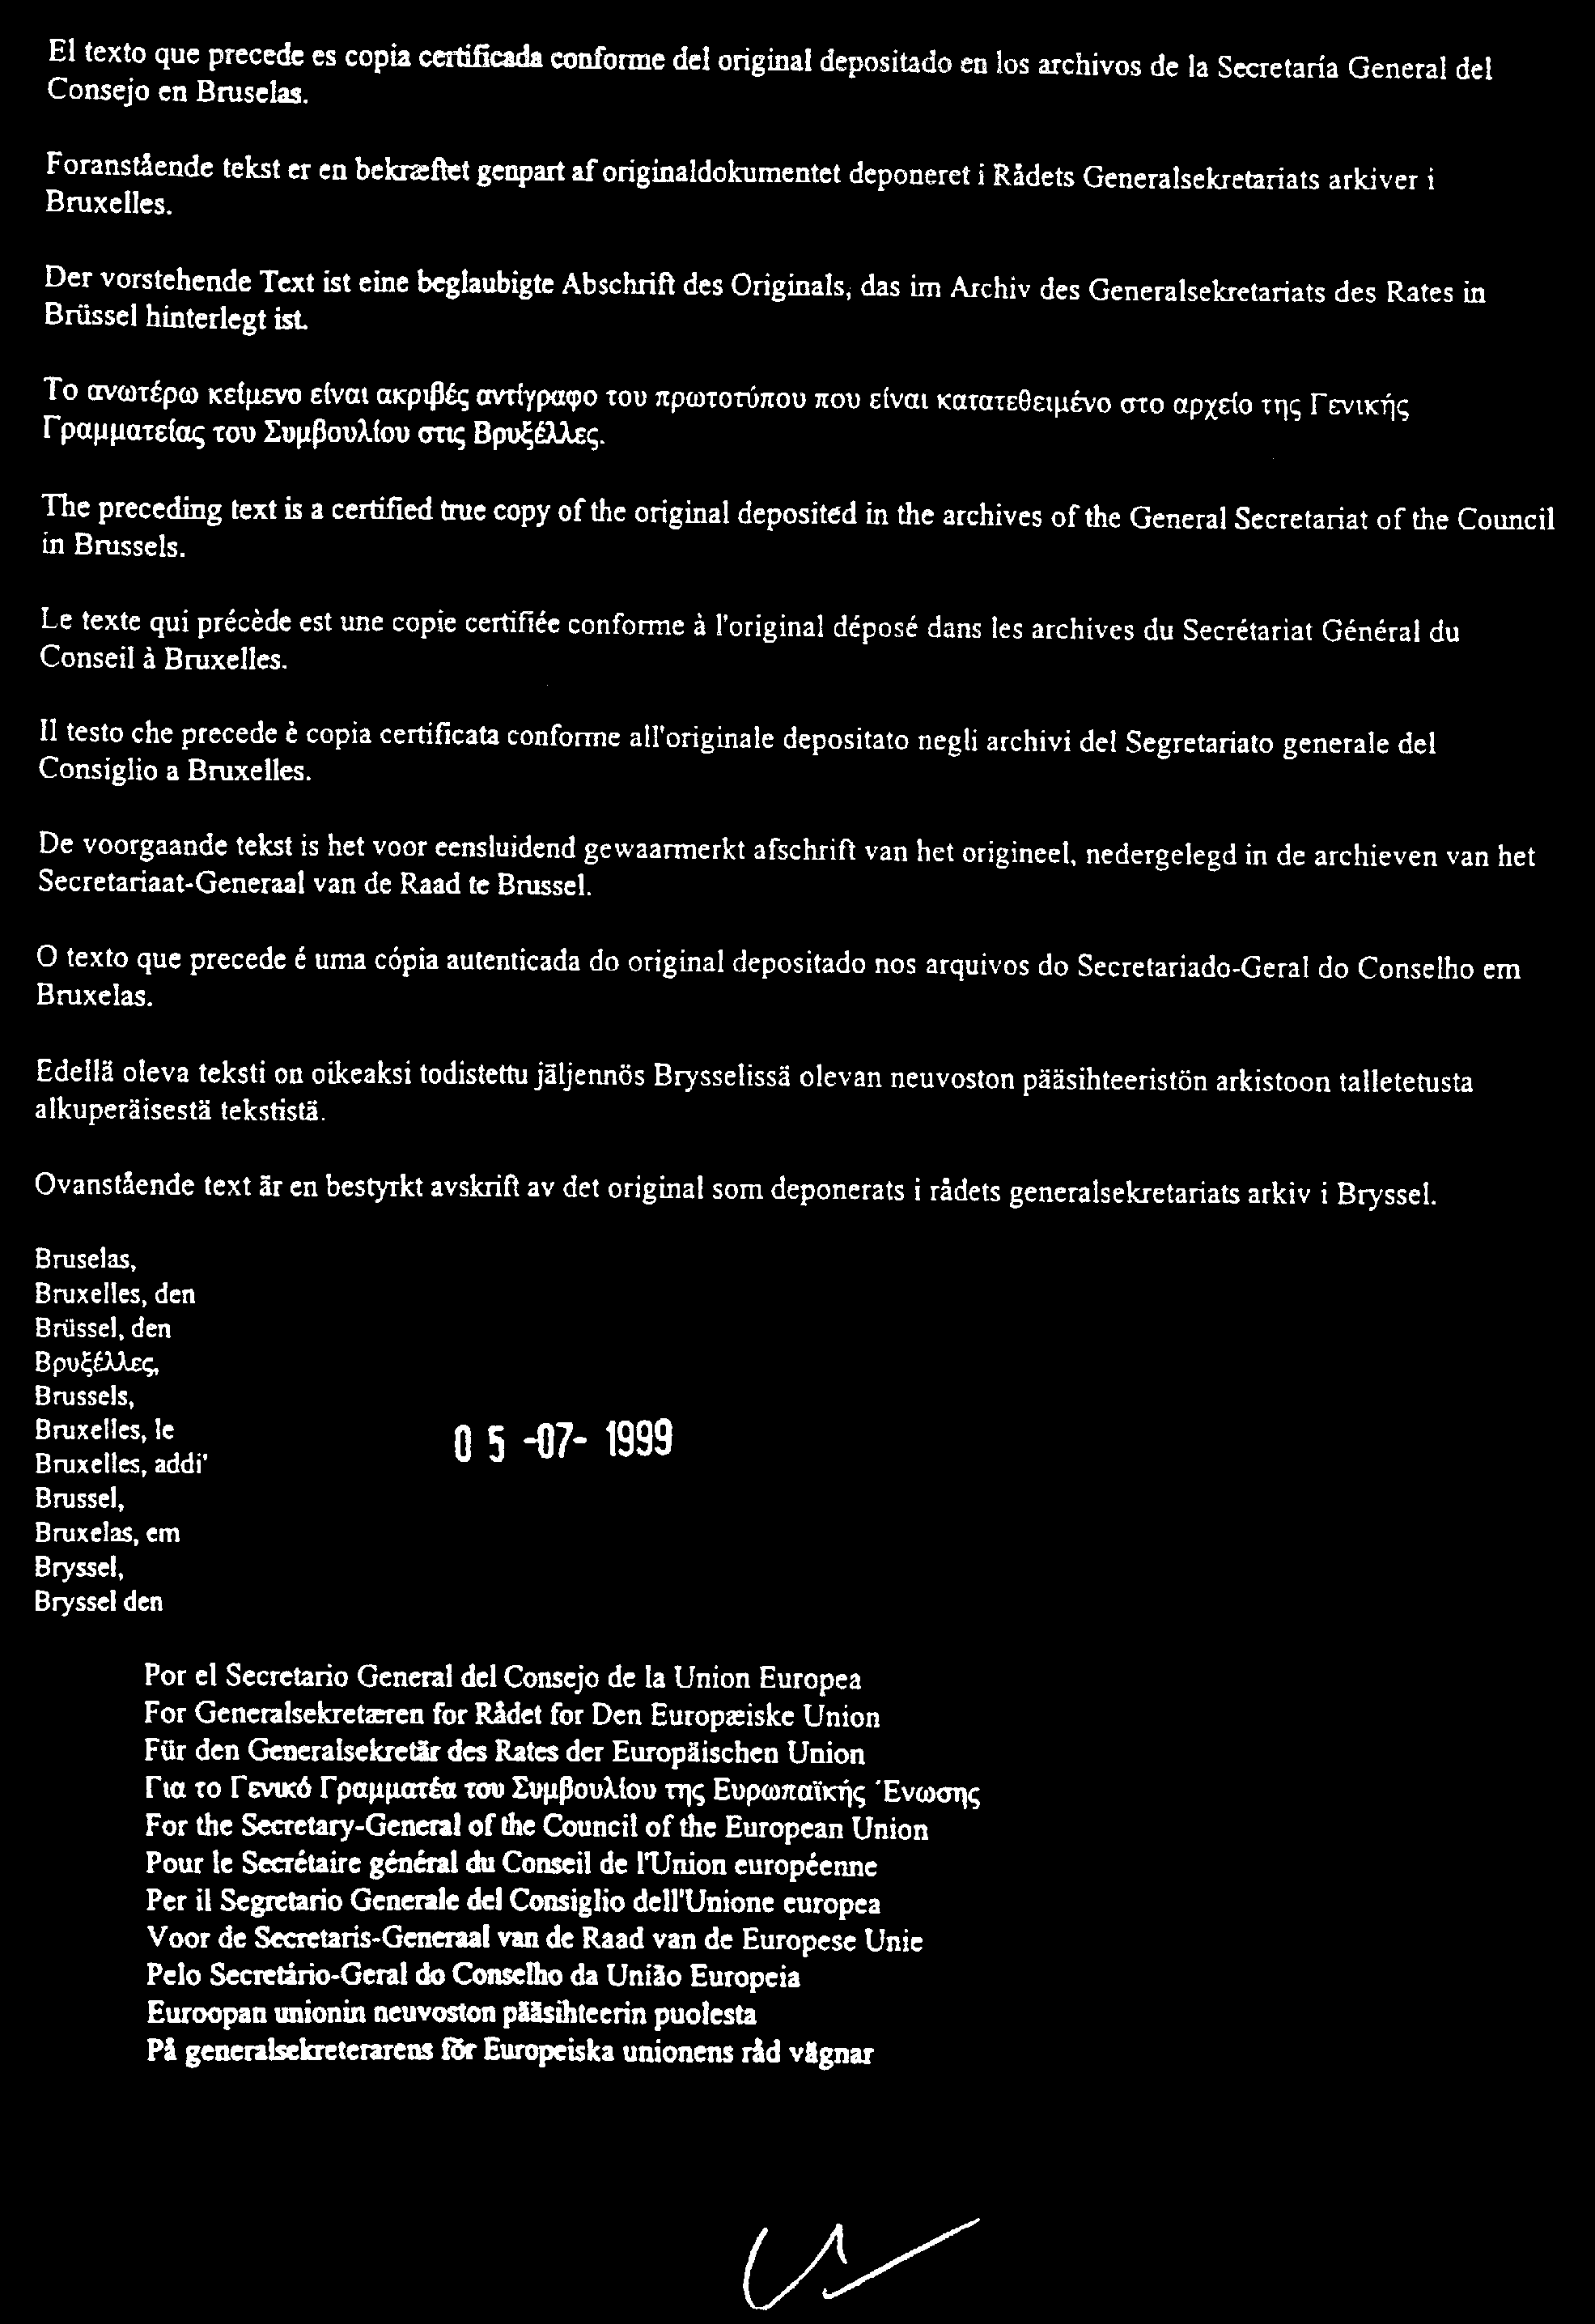 El texto que precede es copia certificada conforme del original depositado en los archivos de la Secretaría General del
Consejo en Bruselas.
Foranstående tekst er en bekræftet genpart af originaldokumentet deponeret i Rådets Generalsekretariats arkiver i
Bruxelles.
Der vorstehende Text ist eine beglaubigte Abschrift des Originals, das im Archiv des Generalsekretariats des Rates in
Brüssel hinterlegt ist.
Το ανωτέρω κείμενο είναι ακριβές αντίγραφο του πρωτοτύπου που είναι κατατεθειμένο στο αρχείο της Γενικής
Γραμματείας του Συμβουλίου στις Βρυξέλλες.
The preceding text is a certified true copy of the original deposited in the archives of the General Secretariat of the Council
in Brussels.
Le texte qui précède est une copie certifiée conforme à l'original déposé dans les archives du Secrétariat Général du
Conseil à Bruxelles.
Il testo che precede è copia certificata conforme all'originale depositato negli archivi del Segretariato generale del
Consiglio a Bruxelles.
De voorgaande tekst is het voor eensluidend gewaarmerkt afschrift van het origineel, nedergelegd in de archieven van het
Secretariaat-Generaal van de Raad te Brussel.
O texto que precede é uma cópia autenticada do original depositado nos arquivos do Secretariado-Geral do Conselho em
Bruxelas.
Edellä oleva teksti on oikeaksi todistettu jäljennös Brysselissä olevan neuvoston pääsihteeristön arkistoon talletetusta
alkuperäisestä tekstistä.
Ovanstående text är en bestyrkt avskrift av det original som deponerats i rådets generalsekretariats arkiv i Bryssel.
Bruselas,
Bruxelles, den
Brüssel, den
Βρυξέλλες,
Brussels,
Bruxelles, le
Bruxelles, addi'
Brussel,
Bruxelas, em
Bryssel,
Bryssel den
0 5 -07- 1999
Por el Secretario General del Consejo de la Union Europea
For Generalsekretæren for Rådet for Den Europæiske Union
Für den Generalsekretär des Rates der Europäischen Union
Για το Γενικό Γραμματέα του Συμβουλίου της Ευρωπαϊκής Ένωσης
For the Secretary-General of the Council of the European Union
Pour le Secrétaire général du Conseil de l'Union européenne
Per il Segretario Generale del Consiglio dell'Unione europea
Voor de Secretaris-Generaal van de Raad van de Europese Unie
Pelo Secretário-Geral do Conselho da União Europeia
Euroopan unionin neuvoston pääsihteerin puolesta
På generalsekreterarens för Europeiska unionens råd vägnar